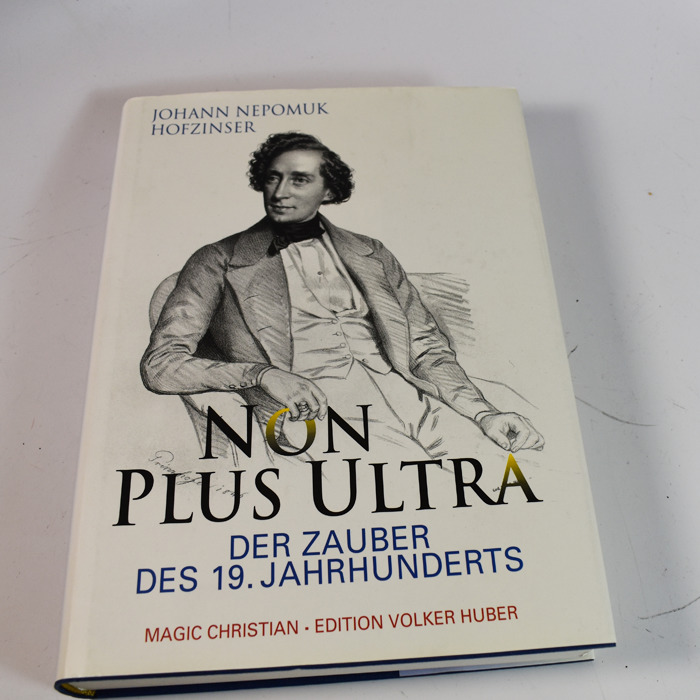 JOHANN NEPOMUK
HOFZINSER
NON
PLUS ULTRA
DER ZAUBER
DES 19. JAHRHUNDERTS
MAGIC CHRISTIAN · EDITION VOLKER HUBER